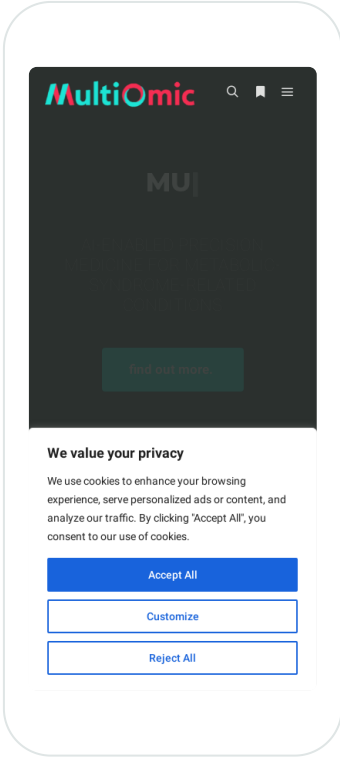 MultiOmic
MU
find out more.
We value your privacy
We use cookies to enhance your browsing
experience, serve personalized ads or content, and
analyze our traffic. By clicking "Accept All", you
consent to our use of cookies.
Accept All
Customize
Reject All